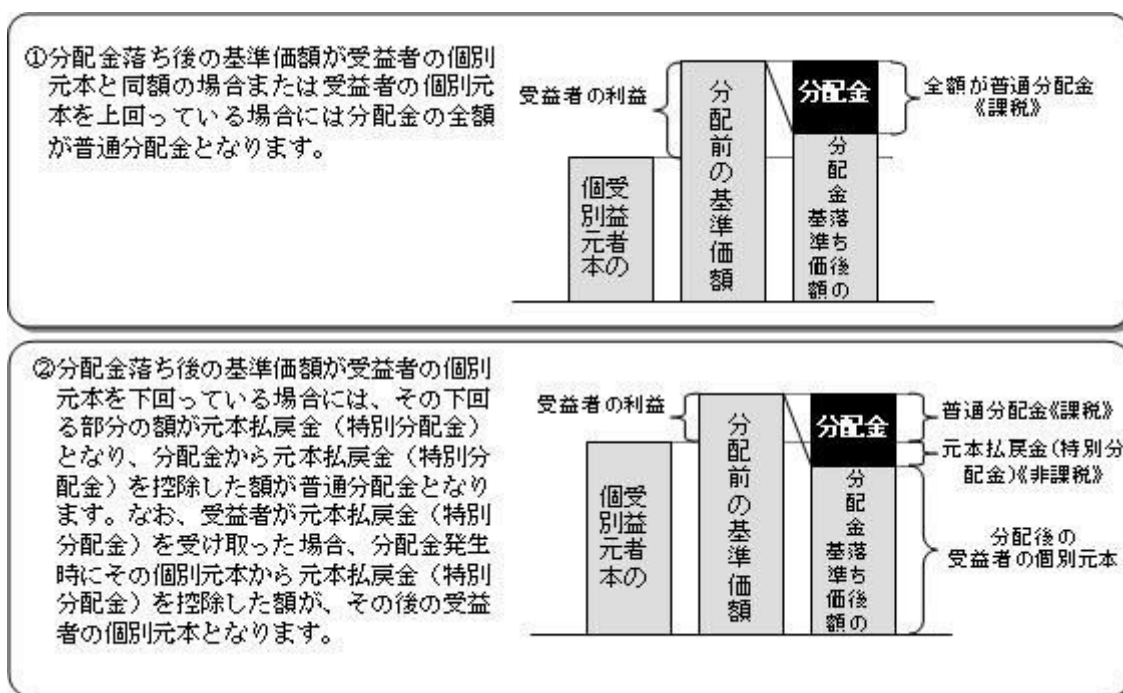 ①分配金落ち後の基準価額が受益者の個別
元本と同額の場合または受益者の個別元
本を上回っている場合には分配金の全額
が普通分配金となります。
受益者の利益
受益者の
個別元本
分配前の基準価額
分配金
分配金落ち後の
基準価額
全額が普通分配金
《課税》
②分配金落ち後の基準価額が受益者の個別
元本を下回っている場合には、その下回
る部分の額が元本払戻金（特別分配金）
となり、分配金から元本払戻金（特別分
配金）を控除した額が普通分配金となり
ます。なお、受益者が元本払戻金（特別
分配金）を受け取った場合、分配金発生
時にその個別元本から元本払戻金（特別
分配金）を控除した額が、その後の受益
者の個別元本となります。
受益者の利益
受益者の
個別元本
分配前の基準価額
分配金
分配金落ち後の
基準価額
普通分配金《課税》
元本払戻金(特別分
配金)《非課税》
分配後の
受益者の個別元本